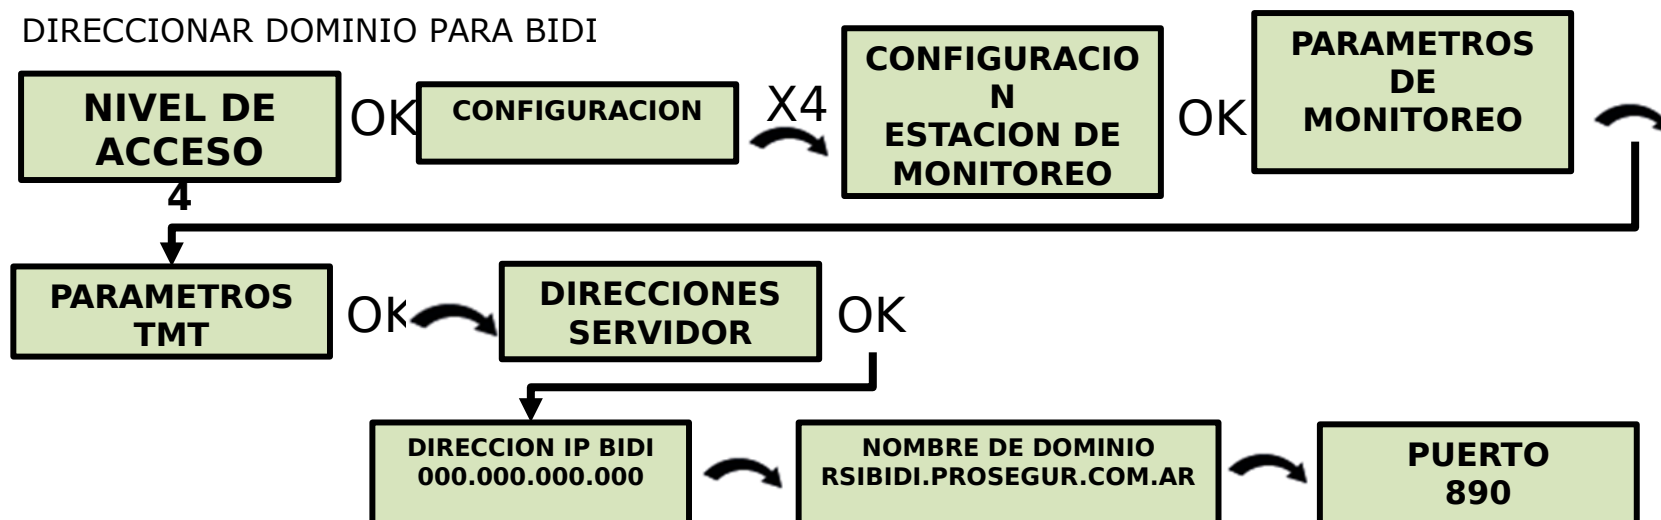 DIRECCIONAR DOMINIO PARA BIDI
NIVEL DE
ACCESO
4
OK
CONFIGURACION
X4
CONFIGURACIO
N
ESTACION DE
MONITOREO
OK
PARAMETROS
DE
MONITOREO
PARAMETROS
TMT
OK
DIRECCIONES
SERVIDOR
OK
DIRECCION IP BIDI
000.000.000.000
NOMBRE DE DOMINIO
RSIBIDI.PROSEGUR.COM.AR
PUERTO
890